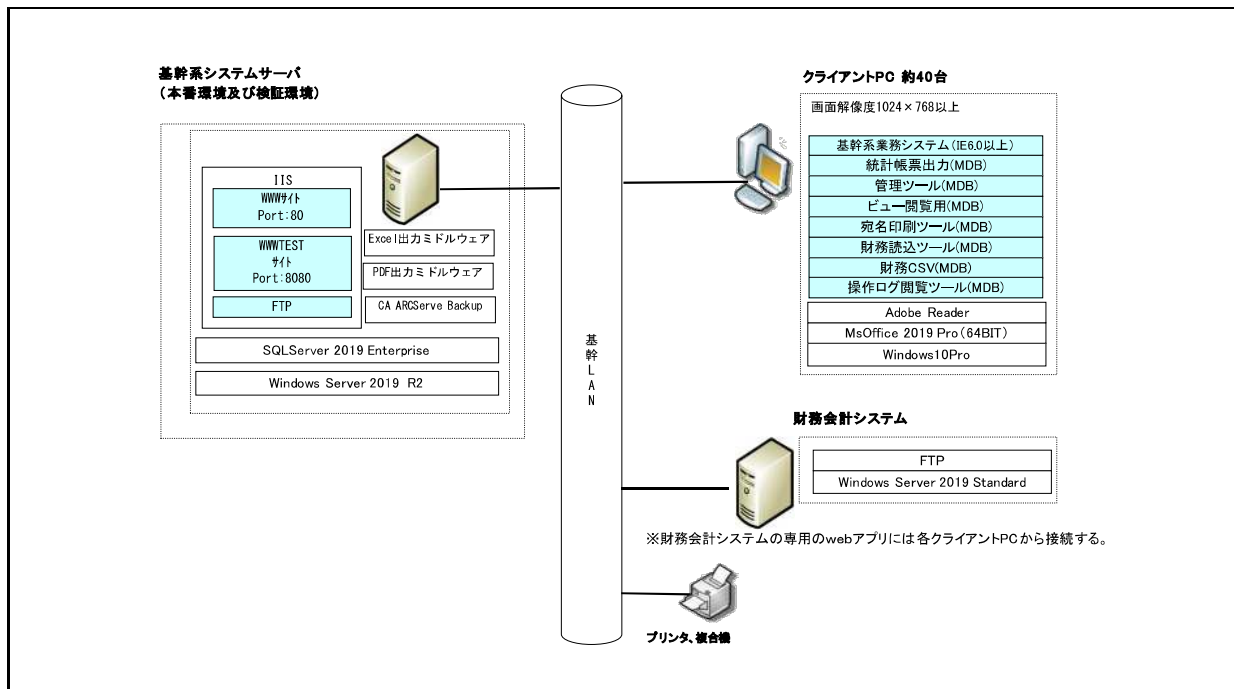 基幹系システムサーバ
（本番環境及び検証環境）
IIS
WWWサイト
Port:80
WWWTEST
サイト
Port:8080
FTP
Excel出力ミドルウェア
PDF出力ミドルウェア
CA ARCServe Backup
SQLServer 2019 Enterprise
Windows Server 2019 R2
基幹LAN
クライアントPC 約40台
画面解像度1024×768以上
基幹系業務システム(IE6.0以上)
統計帳票出力(MDB)
管理ツール(MDB)
ビュー閲覧用(MDB)
宛名印刷ツール(MDB)
財務読込ツール(MDB)
財務CSV(MDB)
操作ログ閲覧ツール(MDB)
Adobe Reader
MsOffice 2019 Pro(64BIT)
Windows10Pro
財務会計システム
FTP
Windows Server 2019 Standard
※財務会計システムの専用のwebアプリには各クライアントPCから接続する。
プリンタ、複合機